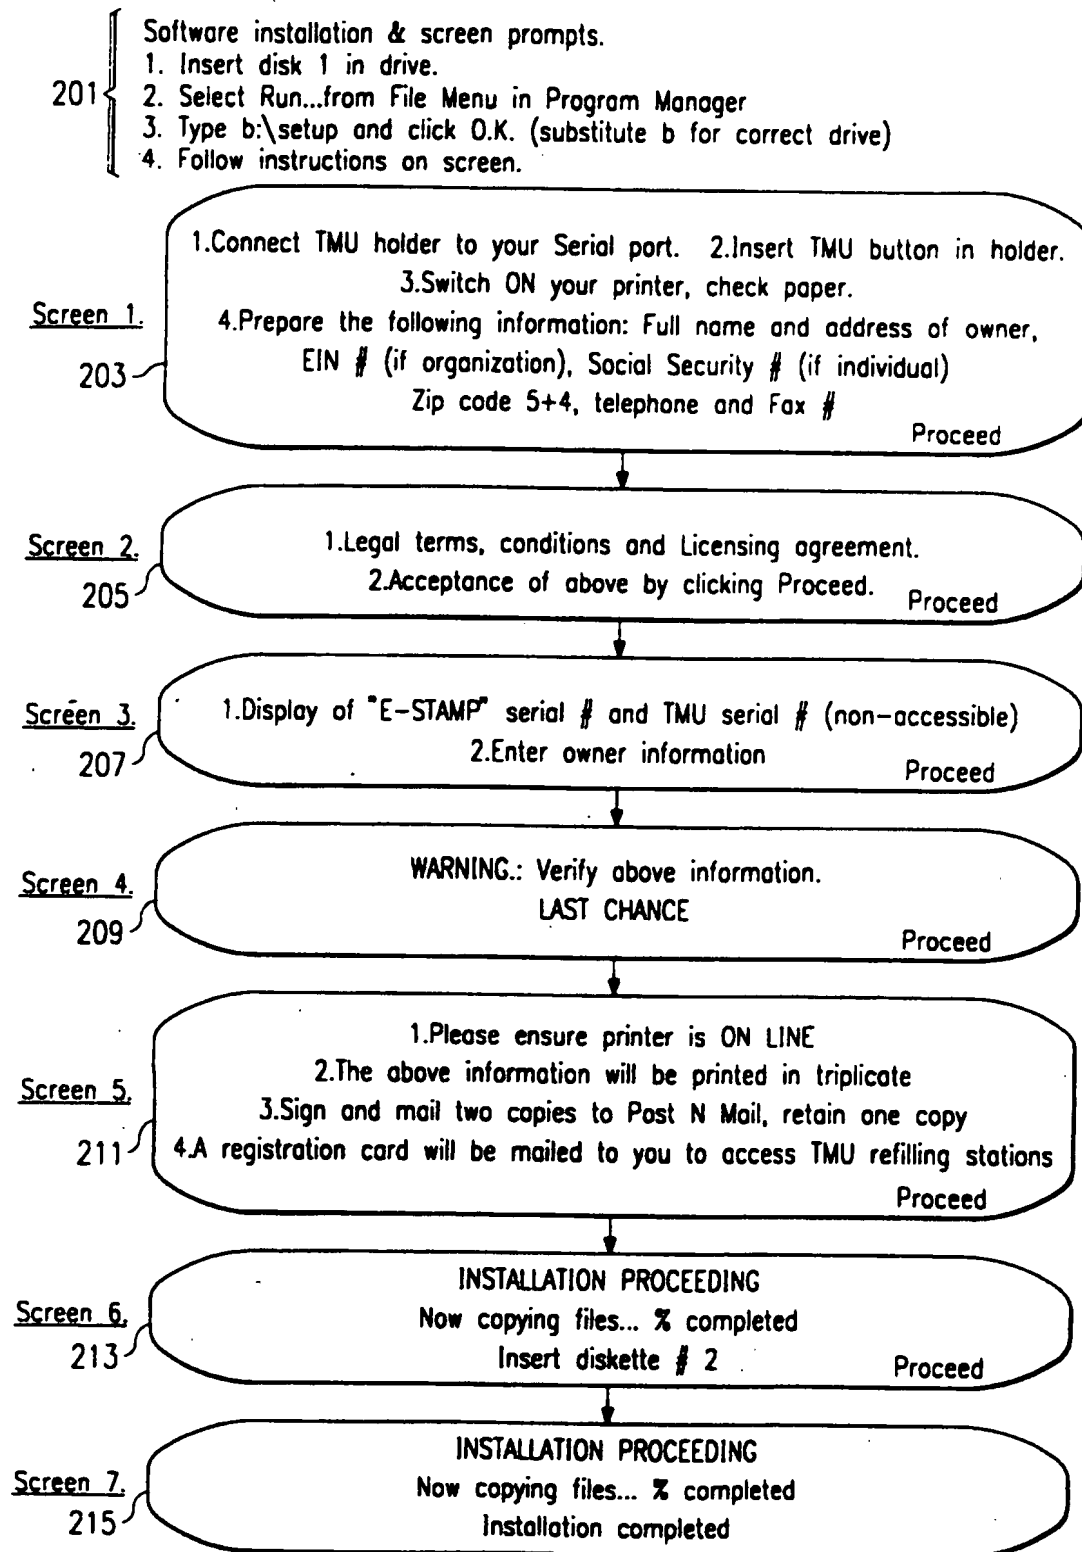 Software installation & screen prompts.
1. Insert disk 1 in drive.
201
2. Select Run...from File Menu in Program Manager
3. Type b:\setup and click O.K. (substitute b for correct drive)
4. Follow instructions on screen.
1.Connect TMU holder to your Serial port. 2.Insert TMU button in holder.
3.Switch ON your printer, check paper.
Screen 1.
4.Prepare the following information: Full name and address of owner,
203
EIN # (if organization), Social Security # (if individual)
Zip code 5+4, telephone and Fax #
Proceed
Screen 2.
1.Legal terms, conditions and Licensing agreement.
205
2.Acceptance of above by clicking Proceed.
Proceed
Screen 3.
1.Display of "E-STAMP" serial # and TMU serial # (non-accessible)
207
2.Enter owner information
Proceed
WARNING.: Verify above information.
Screen 4.
LAST CHANCE
209
Proceed
1.Please ensure printer is ON LINE
2.The above information will be printed in triplicate
Screen 5.
3.Sign and mail two copies to Post N Mail, retain one copy
211
4.A registration card will be mailed to you to access TMU refilling stations
Proceed
INSTALLATION PROCEEDING
Screen 6.
Now copying files... % completed
213
Insert diskette # 2
Proceed
INSTALLATION PROCEEDING
Screen 7.
Now copying files... % completed
215
Installation completed